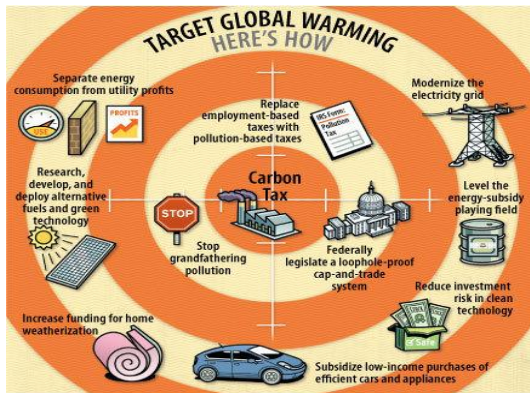 TARGET GLOBAL WARMING
HERE'S HOW
Separate energy
consumption from utility profits
USE
PROFITS
Replace
employment-based
taxes with
pollution-based taxes
IRS Form:
Pollution
Tax
Modernize the
electricity grid
Research,
develop, and
deploy alternative
fuels and green
technology
STOP
Stop
grandfathering
pollution
Carbon
Tax
Federally
legislate a loophole-proof
cap-and-trade
system
Level the
energy-subsidy
playing field
Reduce investment
risk in clean
technology
Safe
Increase funding for home
weatherization
Subsidize low-income purchases of
efficient cars and appliances